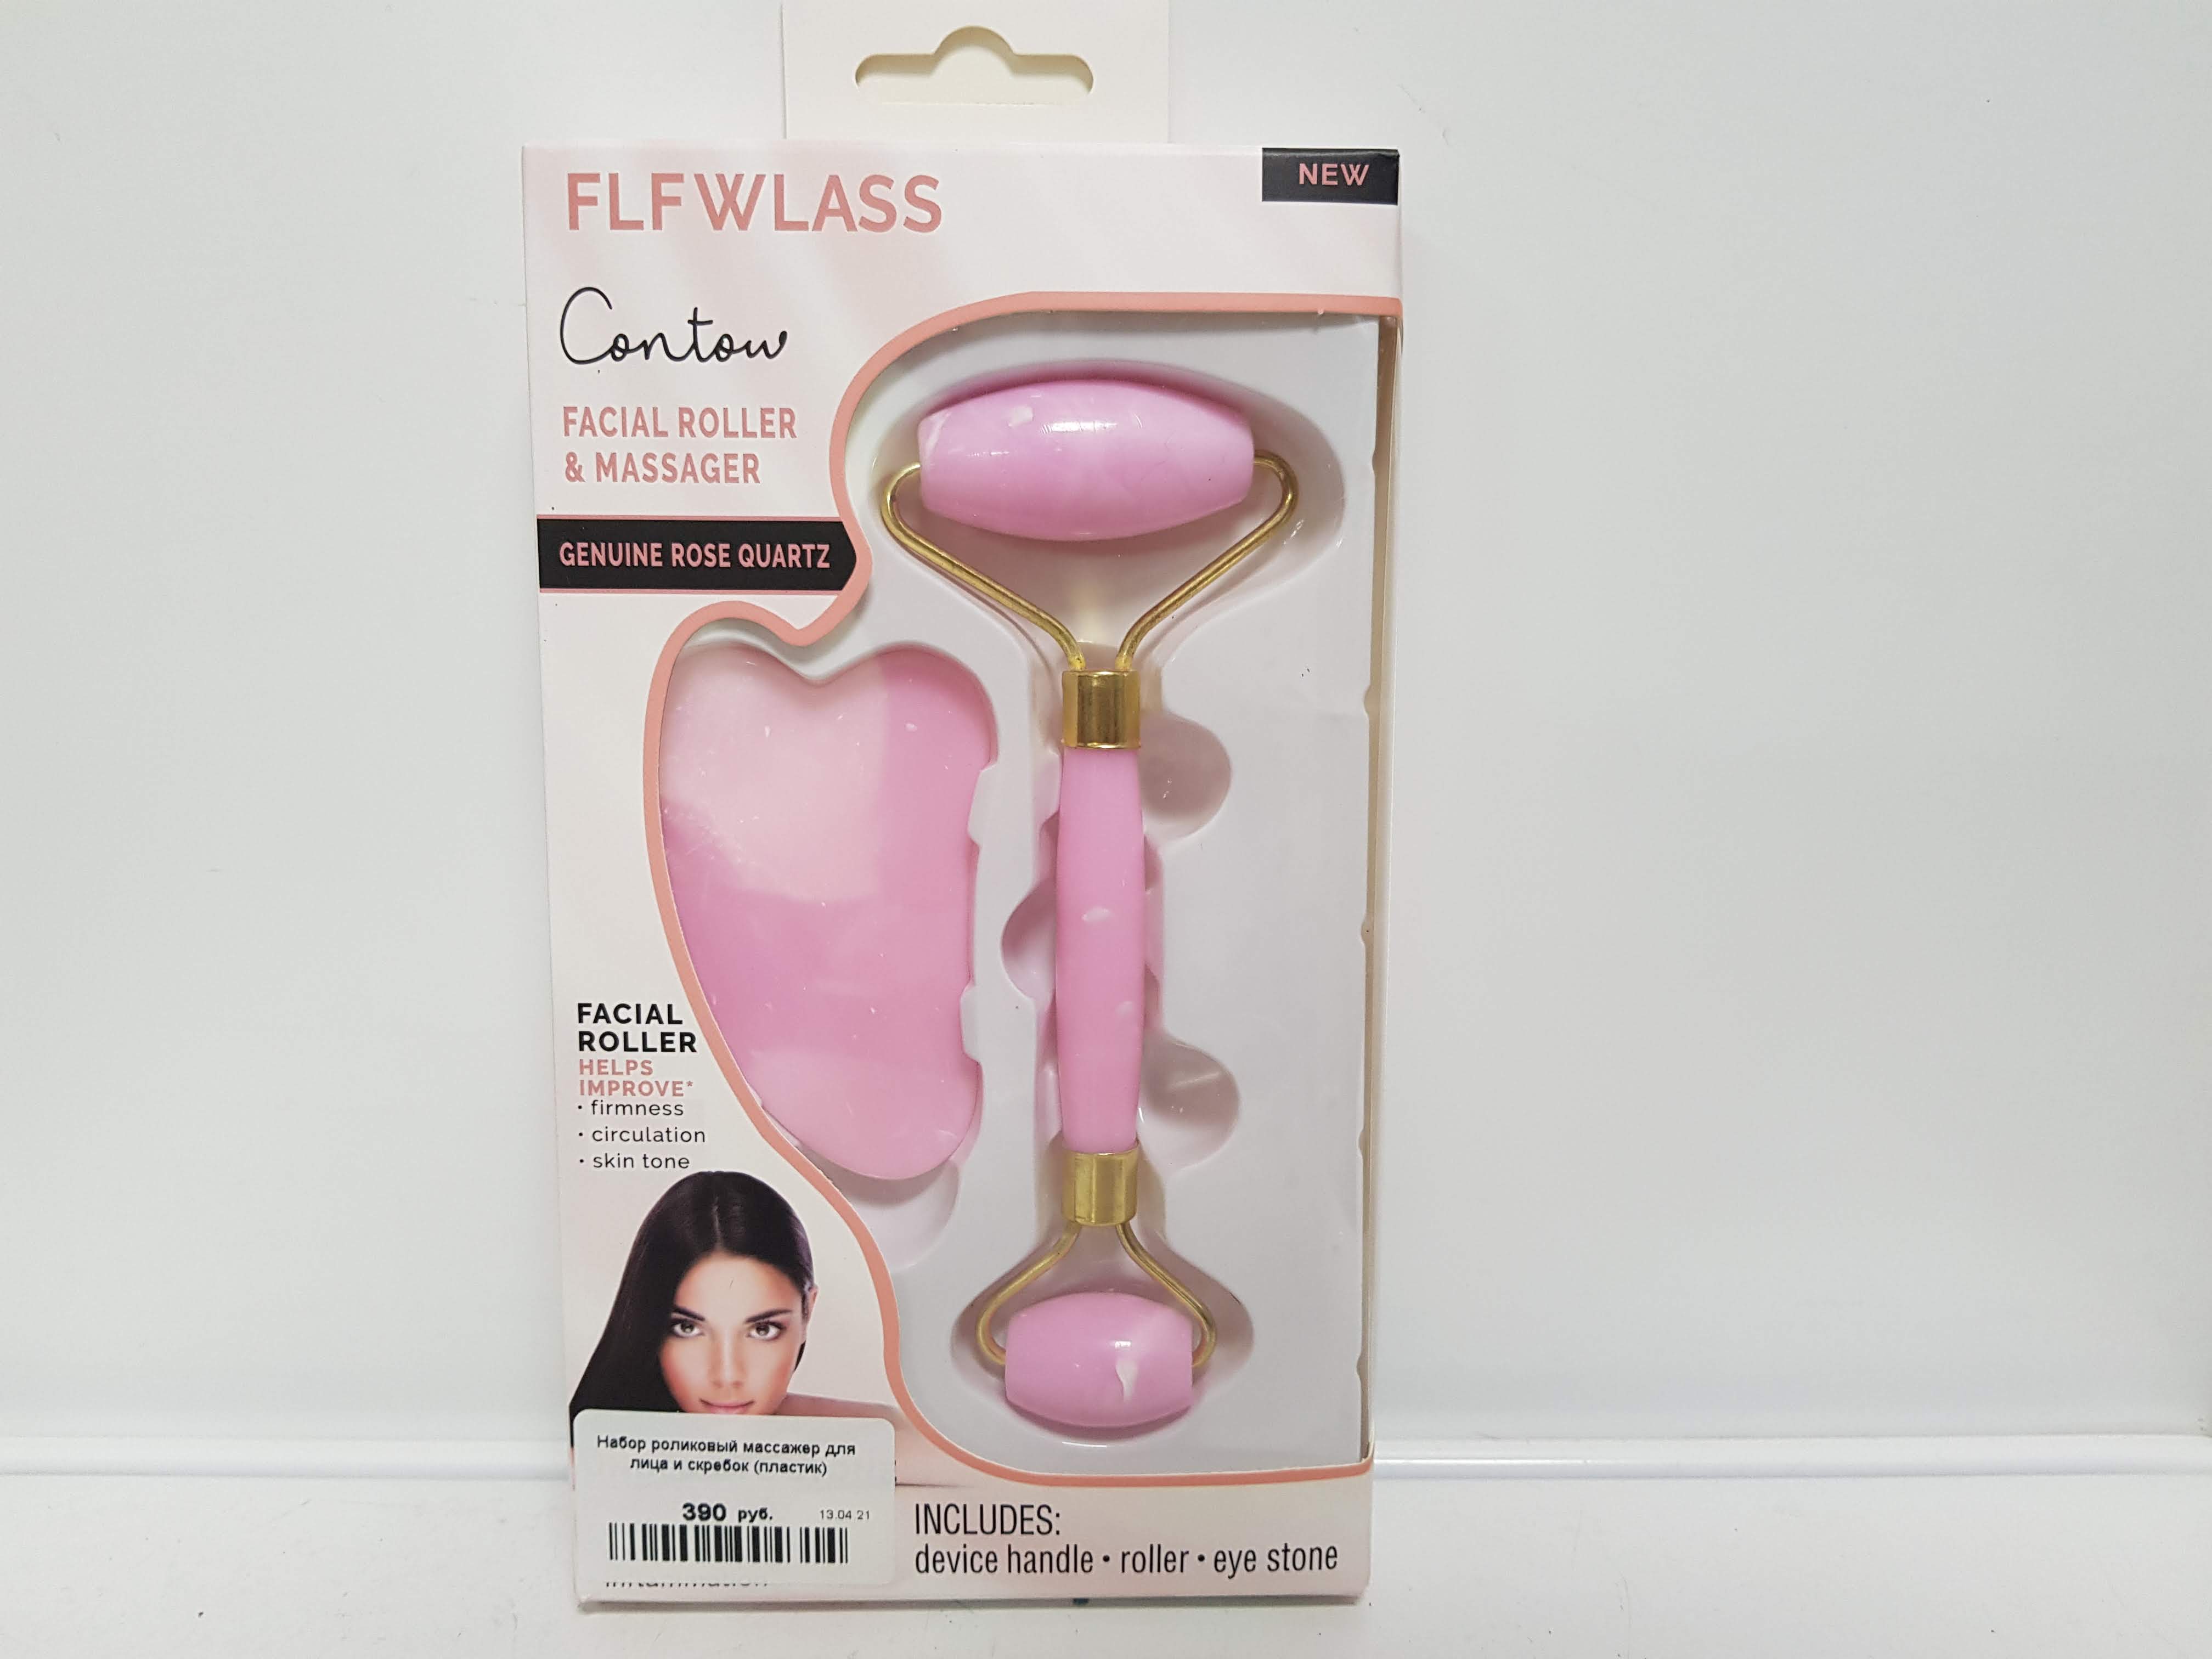 FLFWLASS
NEW
Contow
FACIAL ROLLER
& MASSAGER
GENUINE ROSE QUARTZ
FACIAL
ROLLER
HELPS
IMPROVE*
• firmness
• circulation
• skin tone
Набор роликовый массажер для
лица и скребок (пластик)
390 руб.
13.04 21
INCLUDES:
device handle • roller • eye stone